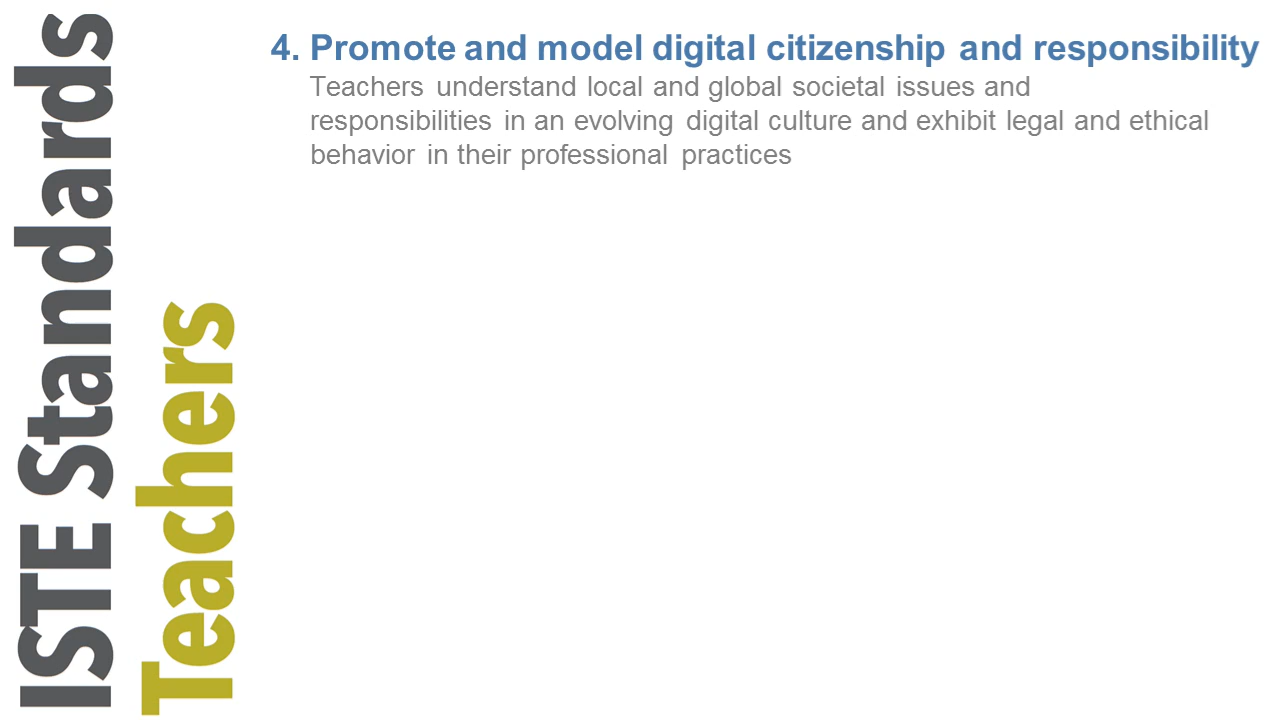 ISTE Standards
Teachers
4. Promote and model digital citizenship and responsibility
Teachers understand local and global societal issues and
responsibilities in an evolving digital culture and exhibit legal and ethical
behavior in their professional practices